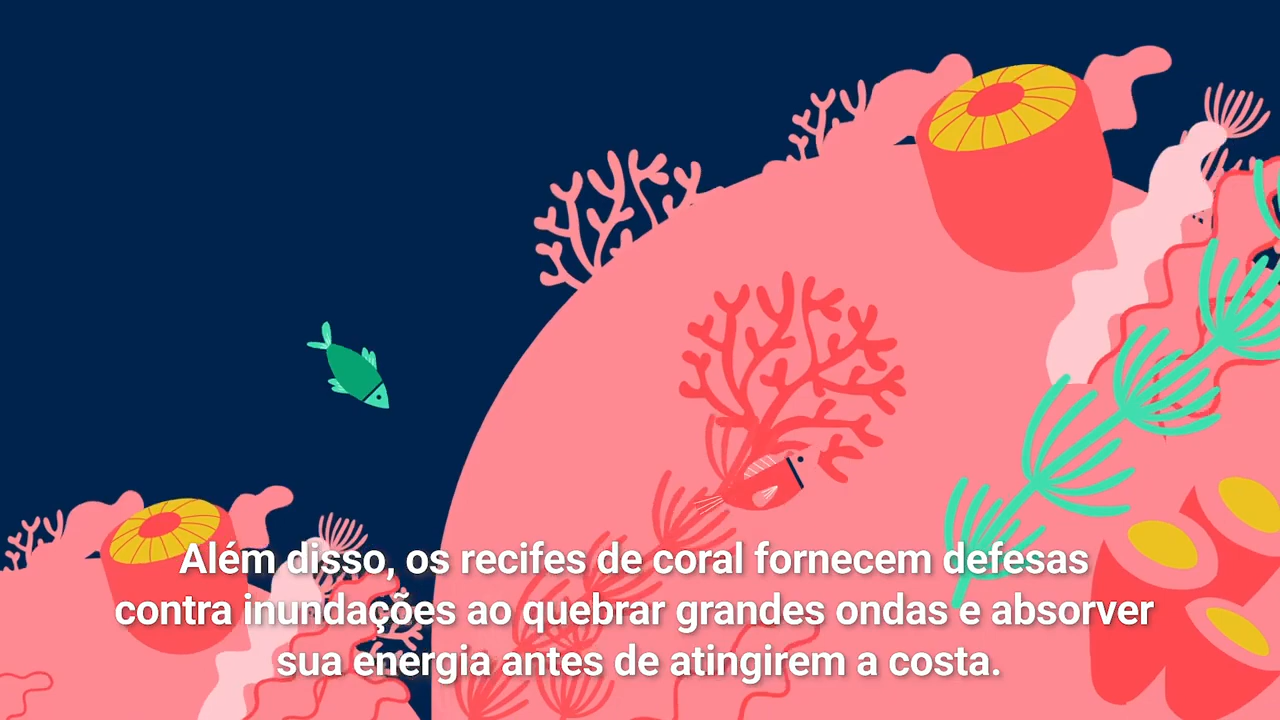 Além disso, os recifes de coral fornecem defesas
contra inundações ao quebrar grandes ondas e absorver
sua energia antes de atingirem a costa.